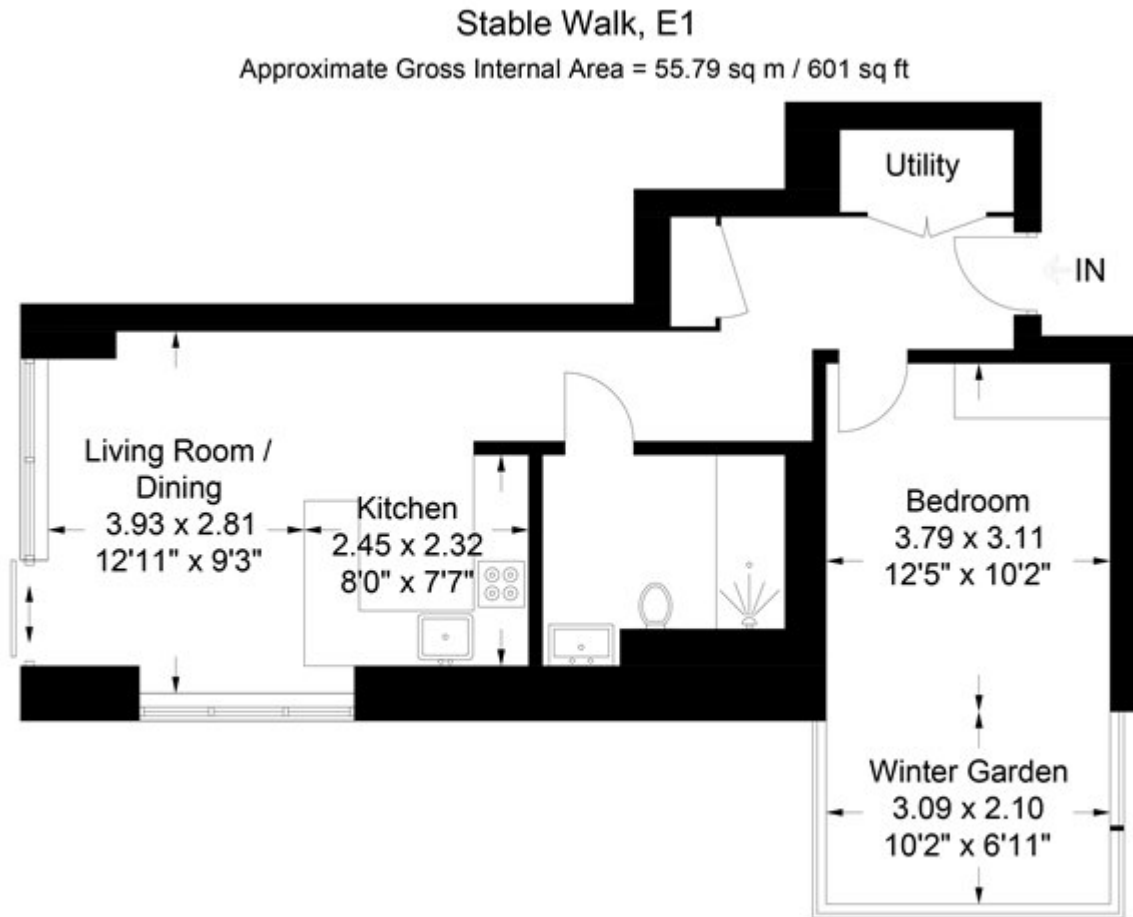 Stable Walk, E1
Approximate Gross Internal Area = 55.79 sq m / 601 sq ft
Utility
IN
Living Room /
Dining
3.93 x 2.81
12'11" x 9'3"
Kitchen
2.45 x 2.32
8'0" x 7'7"
Bedroom
3.79 x 3.11
12'5" x 10'2"
Winter Garden
3.09 x 2.10
10'2" x 6'11"